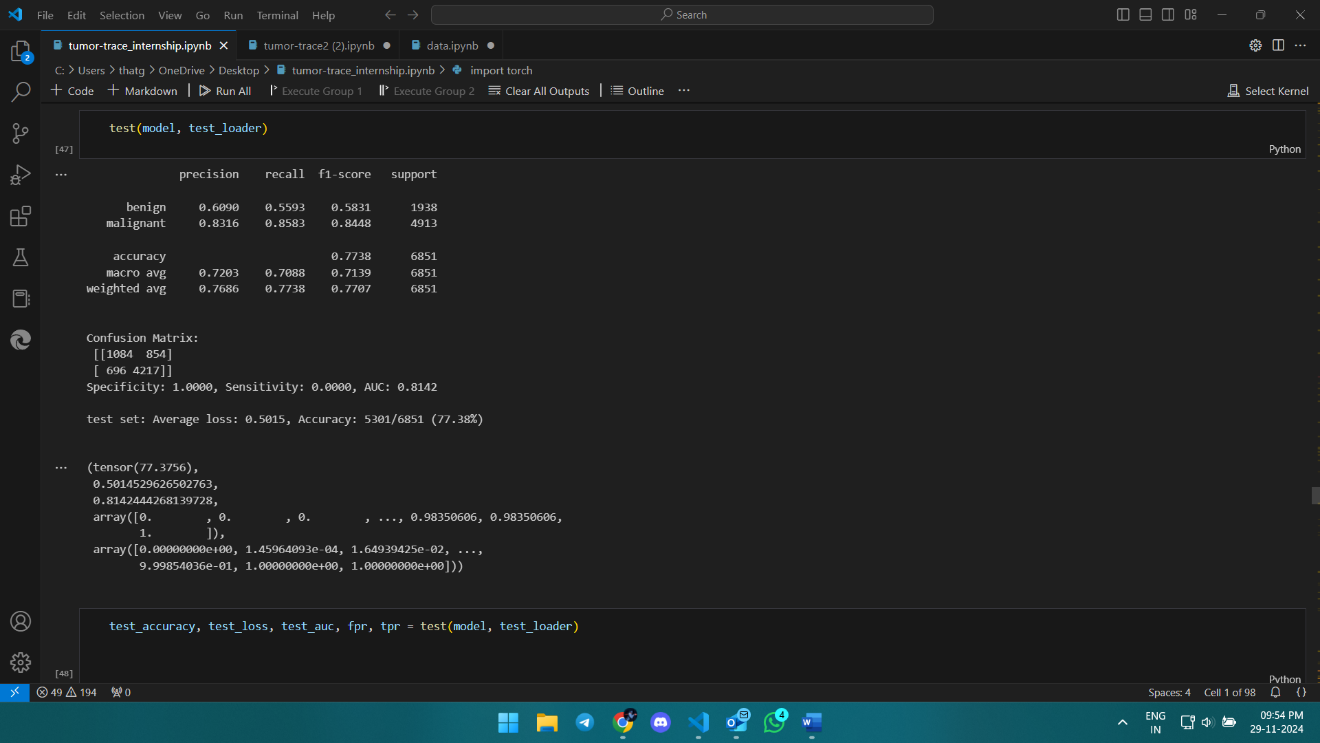 File Edit Selection View Go Run Terminal Help
Search
tumor-trace_internship.ipynb tumor-trace2 (2).ipynb data.ipynb
C: > Users > thatg > OneDrive > Desktop > tumor-trace_internship.ipynb > import torch
+ Code + Markdown Run All Execute Group 1 Execute Group 2 Clear All Outputs Outline ...
Select Kernel
test(model, test_loader)
[47]
Python
... precision recall f1-score support
benign 0.6090 0.5593 0.5831 1938
malignant 0.8316 0.8583 0.8448 4913
accuracy 0.7738 6851
macro avg 0.7203 0.7088 0.7139 6851
weighted avg 0.7686 0.7738 0.7707 6851
Confusion Matrix:
[[1084 854]
[ 696 4217]]
Specificity: 1.0000, Sensitivity: 0.0000, AUC: 0.8142
test set: Average loss: 0.5015, Accuracy: 5301/6851 (77.38%)
... (tensor(77.3756),
0.5014529626502763,
0.8142444268139728,
array([0. , 0. , 0. , ..., 0.98350606, 0.98350606,
1. ]),
array([0.00000000e+00, 1.45964093e-04, 1.64939425e-02, ...,
9.99854036e-01, 1.00000000e+00, 1.00000000e+00]))
test_accuracy, test_loss, test_auc, fpr, tpr = test(model, test_loader)
[48]
Python
2
49 194 0
Spaces: 4 Cell 1 of 98 {}
4
ENG
IN
09:54 PM
29-11-2024